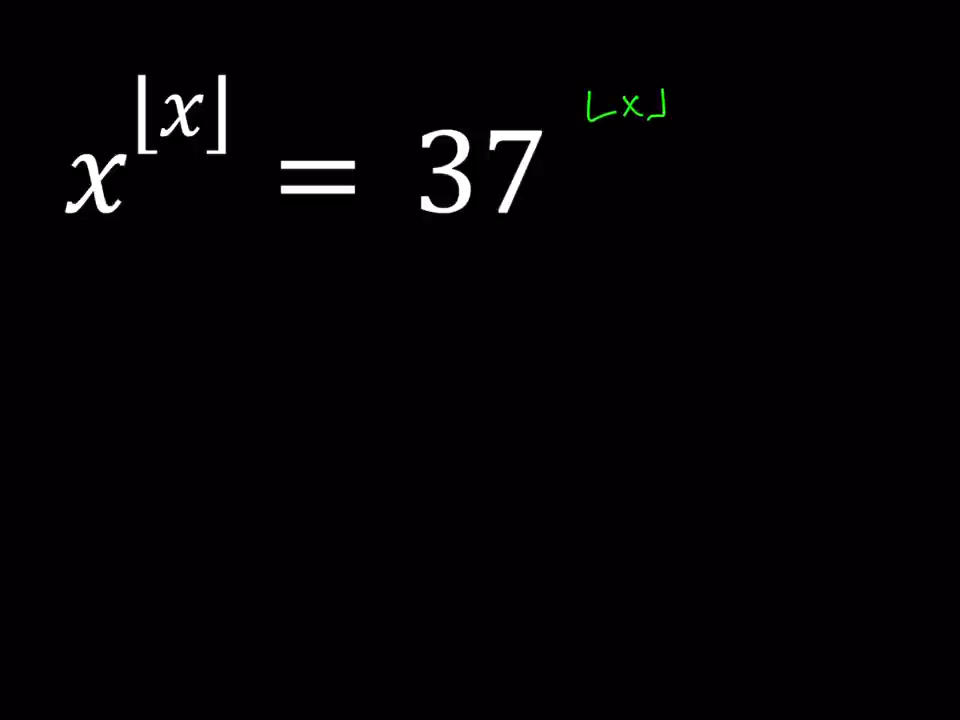 x^⌊x⌋ = 37 ⌊x⌋